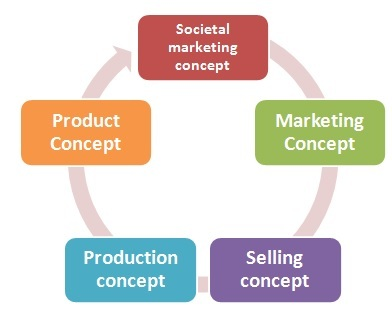 Societal
marketing
concept
Marketing
Concept
Selling
concept
Production
concept
Product
Concept